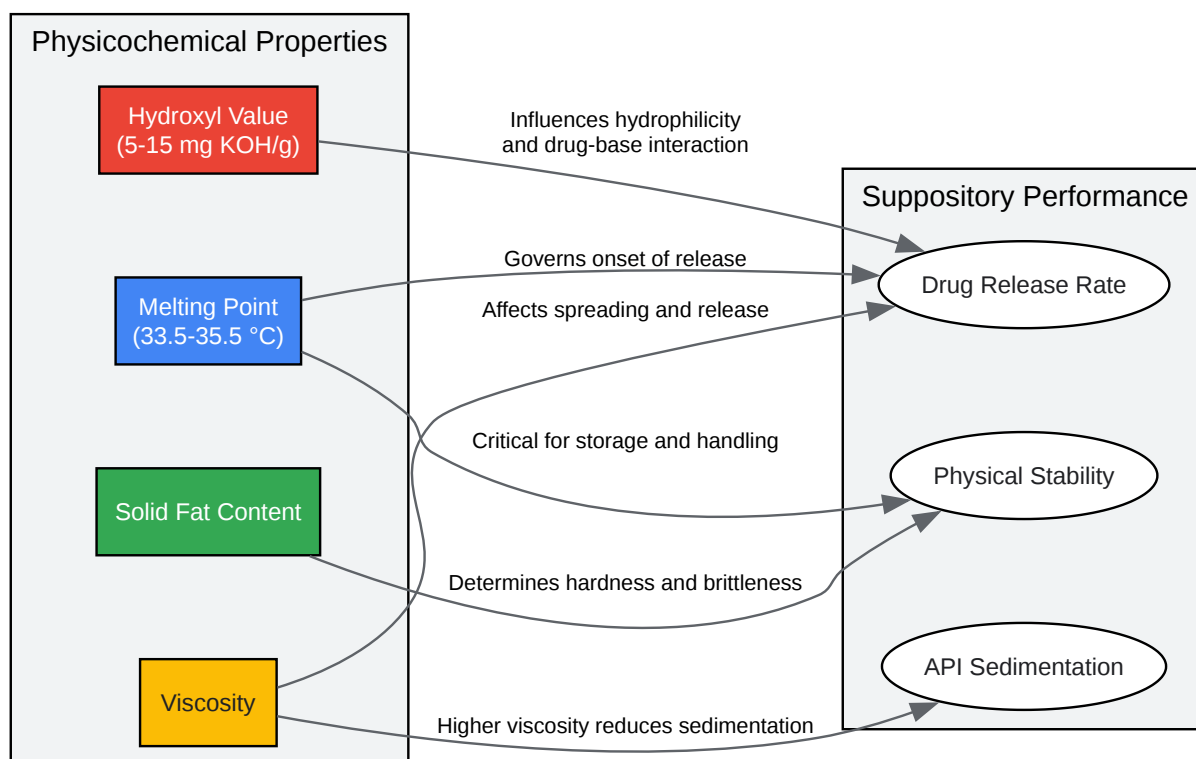 Physicochemical Properties
Hydroxyl Value
(5-15 mg KOH/g)
Melting Point
(33.5-35.5 °C)
Solid Fat Content
Viscosity
Influences hydrophilicity
and drug-base interaction
Governs onset of release
Affects spreading and release
Critical for storage and handling
Determines hardness and brittleness
Higher viscosity reduces sedimentation
Suppository Performance
Drug Release Rate
Physical Stability
API Sedimentation